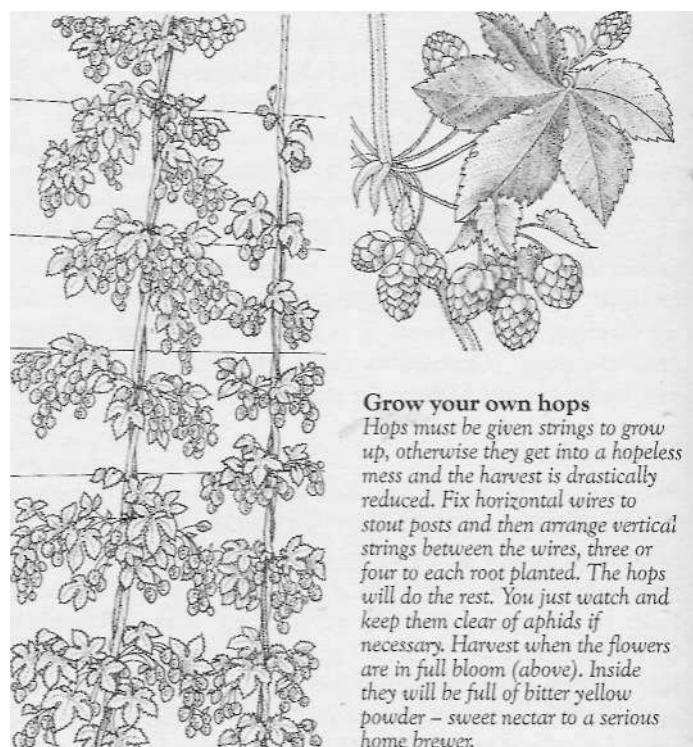 Grow your own hops
Hops must be given strings to grow
up, otherwise they get into a hopeless
mess and the harvest is drastically
reduced. Fix horizontal wires to
stout posts and then arrange vertical
strings between the wires, three or
four to each root planted. The hops
will do the rest. You just watch and
keep them clear of aphids if
necessary. Harvest when the flowers
are in full bloom (above). Inside
they will be full of bitter yellow
powder – sweet nectar to a serious
home brewer.